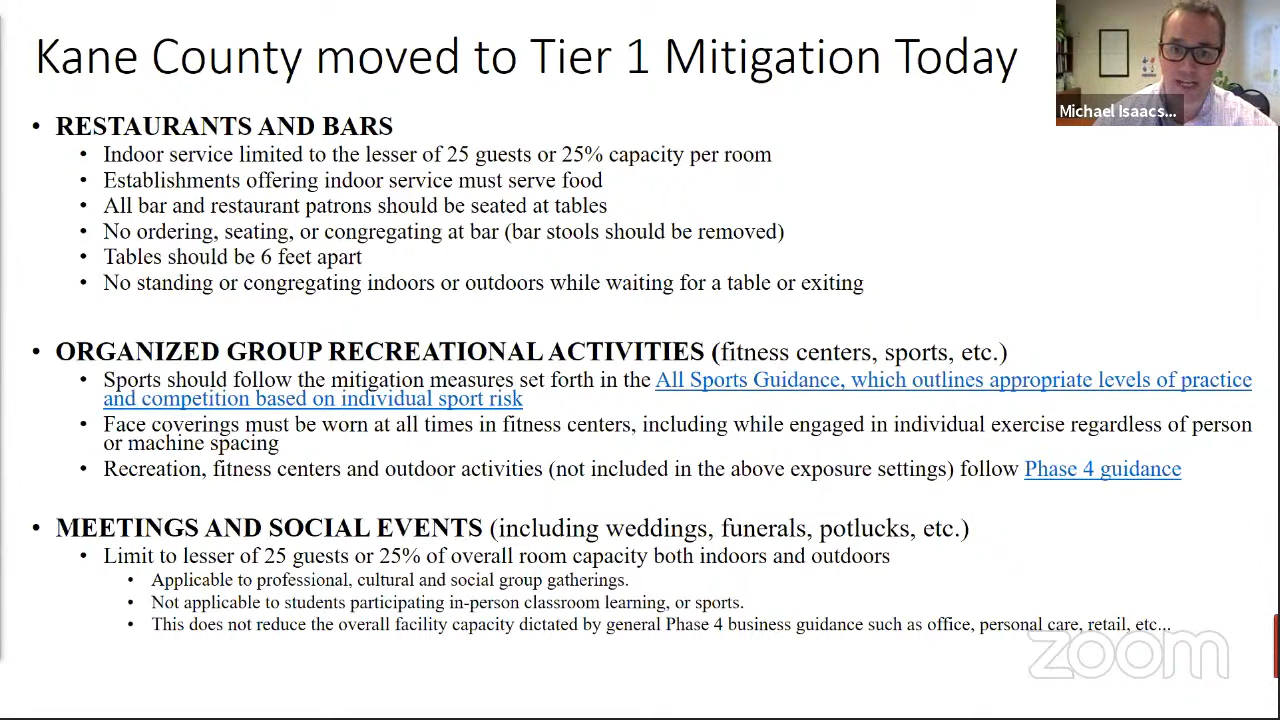 Kane County moved to Tier 1 Mitigation Today
Michael Isaacs...
• RESTAURANTS AND BARS
• Indoor service limited to the lesser of 25 guests or 25% capacity per room
• Establishments offering indoor service must serve food
• All bar and restaurant patrons should be seated at tables
• No ordering, seating, or congregating at bar (bar stools should be removed)
• Tables should be 6 feet apart
• No standing or congregating indoors or outdoors while waiting for a table or exiting
• ORGANIZED GROUP RECREATIONAL ACTIVITIES (fitness centers, sports, etc.)
• Sports should follow the mitigation measures set forth in the All Sports Guidance, which outlines appropriate levels of practice
and competition based on individual sport risk
• Face coverings must be worn at all times in fitness centers, including while engaged in individual exercise regardless of person
or machine spacing
• Recreation, fitness centers and outdoor activities (not included in the above exposure settings) follow Phase 4 guidance
• MEETINGS AND SOCIAL EVENTS (including weddings, funerals, potlucks, etc.)
• Limit to lesser of 25 guests or 25% of overall room capacity both indoors and outdoors
• Applicable to professional, cultural and social group gatherings.
• Not applicable to students participating in-person classroom learning, or sports.
• This does not reduce the overall facility capacity dictated by general Phase 4 business guidance such as office, personal care, retail, etc...
zoom